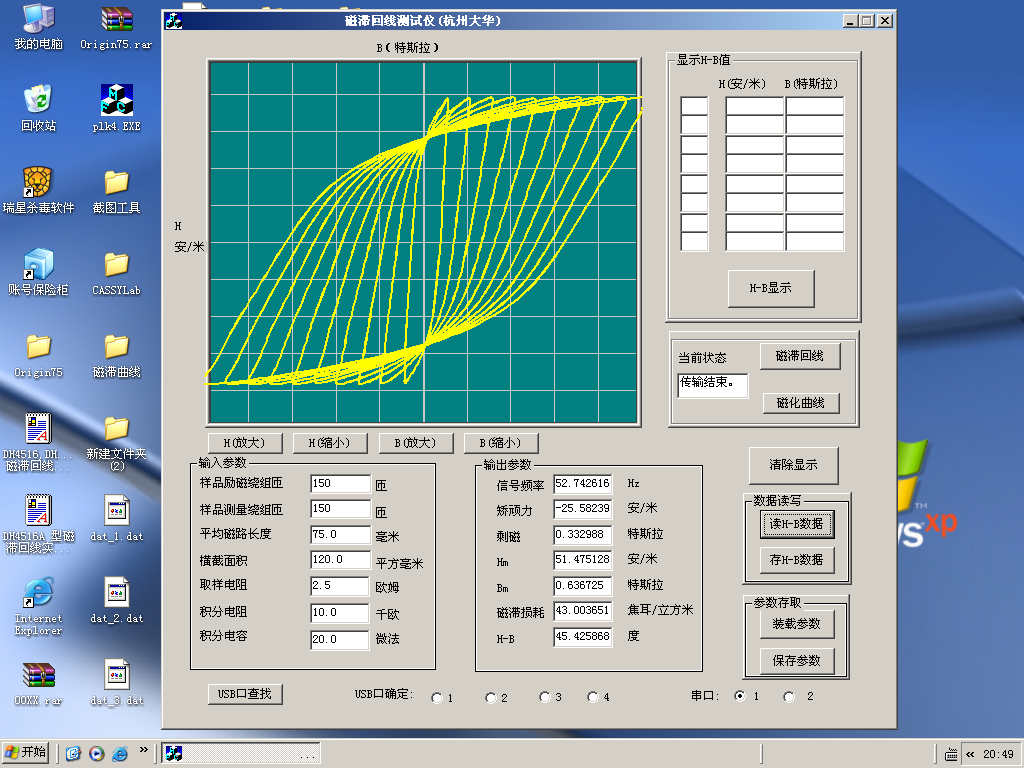 我的电脑
Origin75.rar
回收站
plk4.EXE
瑞星杀毒软件
截图工具
账号保险柜
CASSYLab
Origin75
磁滞曲线
DH4516_DH...
磁滞回线...
新建文件夹
(2)
DH4516A 型磁
滞回线实...
dat_1.dat
Internet
Explorer
dat_2.dat
OOXX.rar
dat_3.dat
磁滞回线测试仪(杭州大华)
B(特斯拉)
H
安/米
H(放大)
H(缩小)
B(放大)
B(缩小)
显示H-B值
H(安/米)
B(特斯拉)
H-B显示
当前状态
传输结束。
磁滞回线
磁化曲线
输入参数
样品励磁绕组匝 150 匝
样品测量绕组匝 150 匝
平均磁路长度 75.0 毫米
横截面积 120.0 平方毫米
取样电阻 2.5 欧姆
积分电阻 10.0 千欧
积分电容 20.0 微法
输出参数
信号频率 52.742616 Hz
矫顽力 -25.58239 安/米
剩磁 0.332988 特斯拉
Hm 51.475128 安/米
Bm 0.636725 特斯拉
磁滞损耗 43.003651 焦耳/立方米
H-B 45.425868 度
清除显示
数据读写
读H-B数据
存H-B数据
参数存取
装载参数
保存参数
USB口查找
USB口确定: 1 2 3 4
串口: 1 2
ws xp
TM
开始
»
...
«
20:49